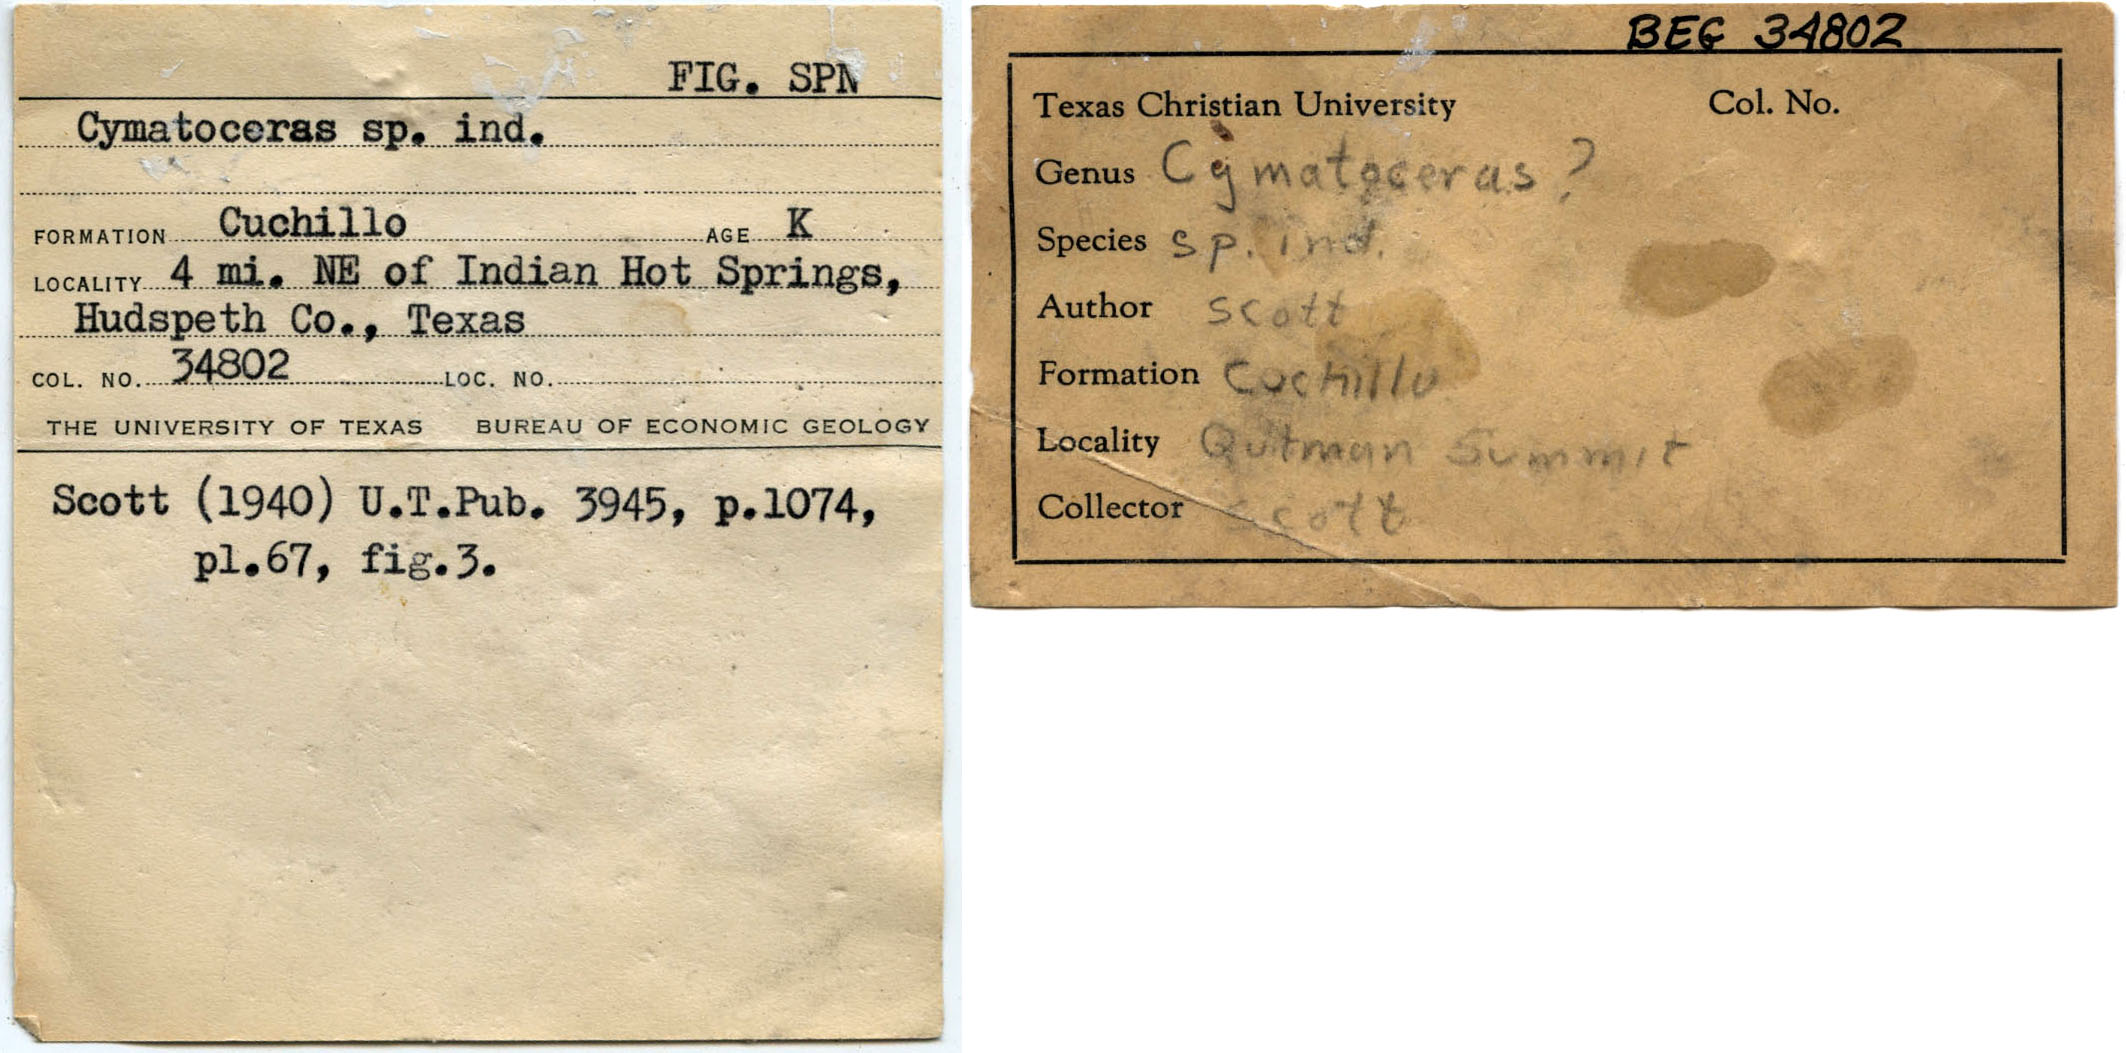 FIG. SPN
Cymatoceras sp. ind.
FORMATION Cuchillo AGE K
LOCALITY 4 mi. NE of Indian Hot Springs,
Hudspeth Co., Texas
COL. NO. 34802 LOC. NO.
THE UNIVERSITY OF TEXAS BUREAU OF ECONOMIC GEOLOGY
Scott (1940) U.T.Pub. 3945, p.1074,
pl.67, fig.3.
BEG 34802
Texas Christian University Col. No.
Genus Cymatoceras?
Species sp. ind.
Author Scott
Formation Cuchillo
Locality Qutman Summit
Collector Scott